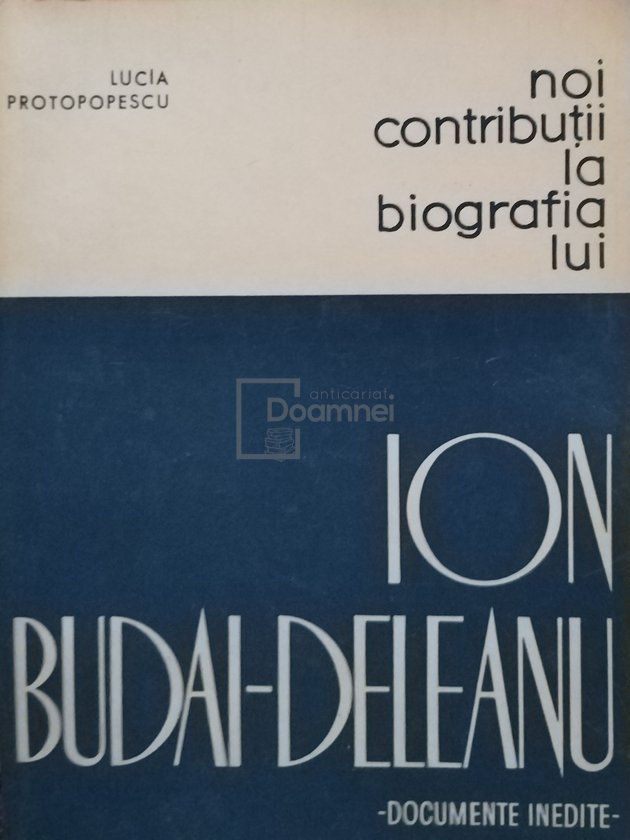 LUCIA
PROTOPOPESCU
noi
contribuții
la
biografia
lui
anticariat
Doamnei
ION
BUDAI-DELEANU
-DOCUMENTE INEDITE-